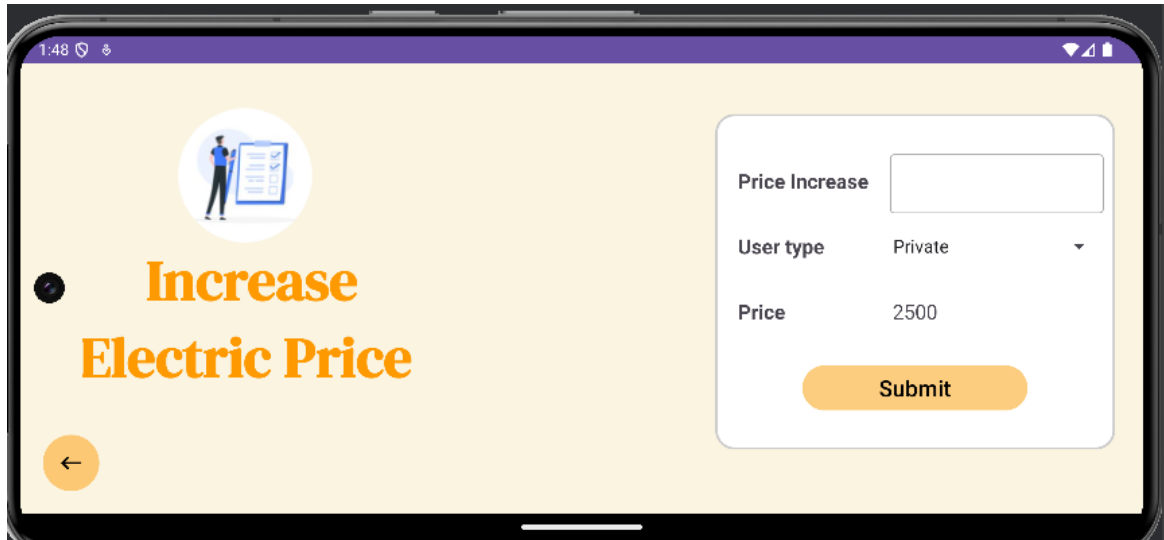 1:48
Increase
Electric Price
Price Increase
User type Private
Price 2500
Submit